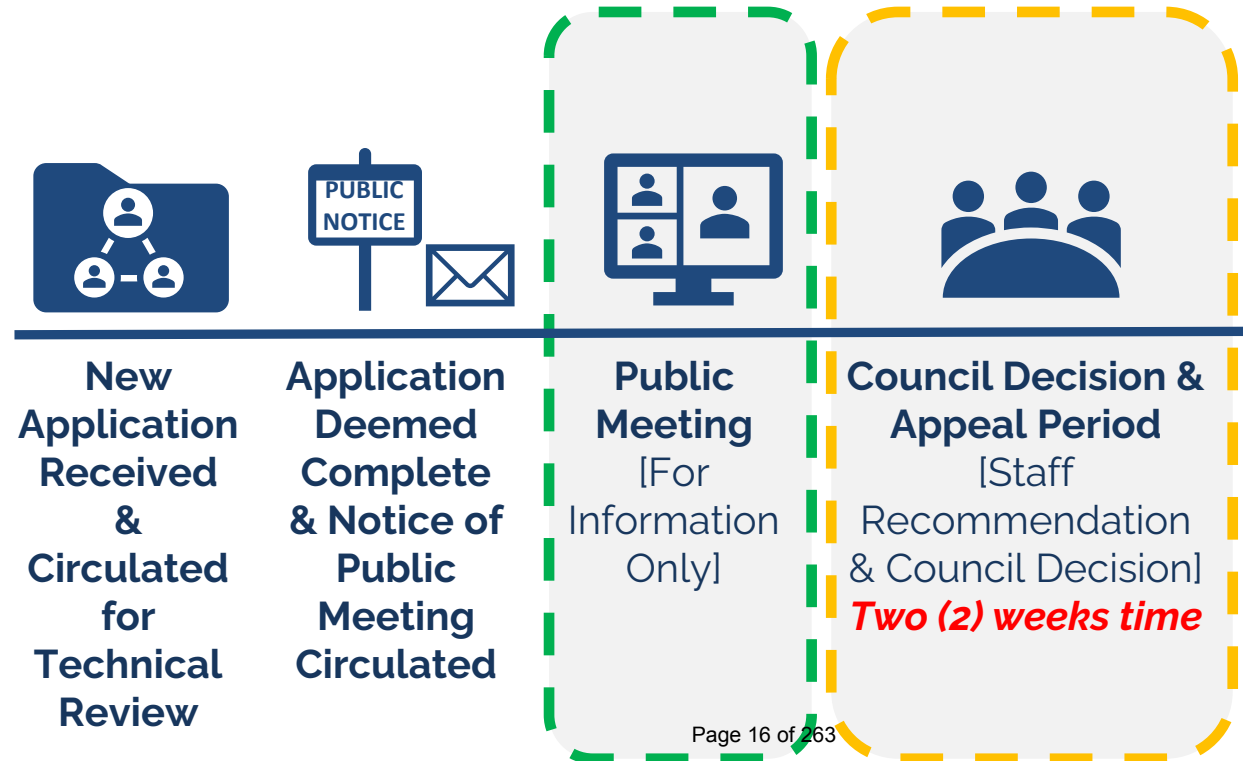 PUBLIC
NOTICE
New
Application
Received
&
Circulated
for
Technical
Review
Application
Deemed
Complete
& Notice of
Public
Meeting
Circulated
Public
Meeting
[For
Information
Only]
Council Decision &
Appeal Period
[Staff
Recommendation
& Council Decision]
Two (2) weeks time
Page 16 of 263